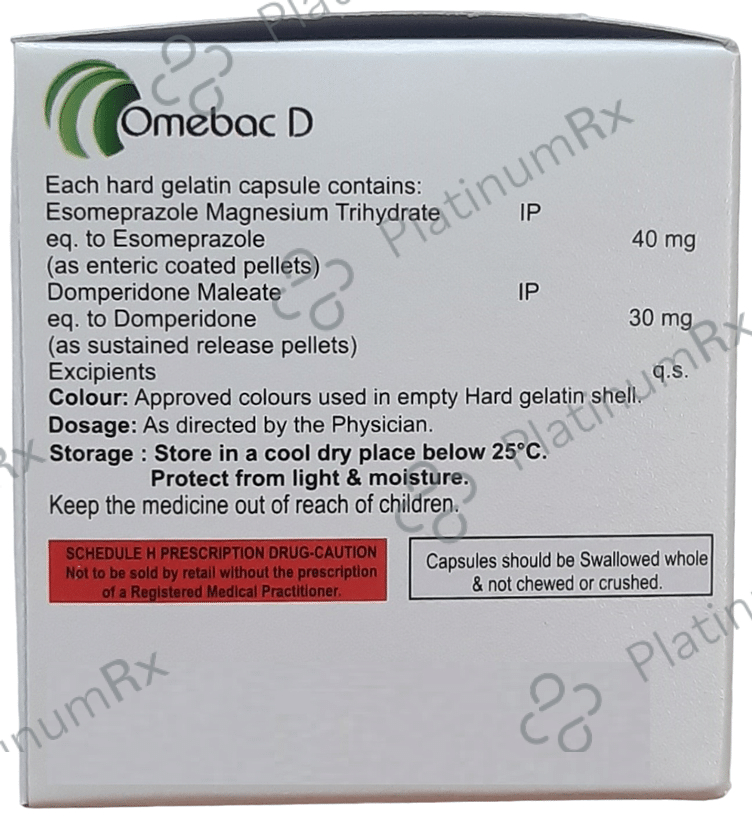 Omebac D
Each hard gelatin capsule contains:
Esomeprazole Magnesium Trihydrate IP
eq. to Esomeprazole 40 mg
(as enteric coated pellets)
Domperidone Maleate IP
eq. to Domperidone 30 mg
(as sustained release pellets)
Excipients q.s.
Colour: Approved colours used in empty Hard gelatin shell.
Dosage: As directed by the Physician.
Storage : Store in a cool dry place below 25°C.
Protect from light & moisture.
Keep the medicine out of reach of children.
SCHEDULE H PRESCRIPTION DRUG-CAUTION
Not to be sold by retail without the prescription
of a Registered Medical Practitioner.
Capsules should be Swallowed whole
& not chewed or crushed.
PlatinumRx
PlatinumRx
Platin
inumRx
Rx
Pla